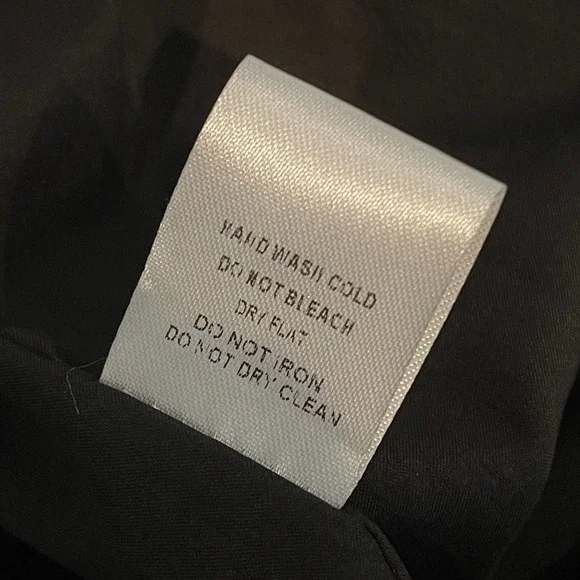 HAND WASH COLD
DO NOT BLEACH
DRY FLAT
DO NOT IRON
DO NOT DRY CLEAN